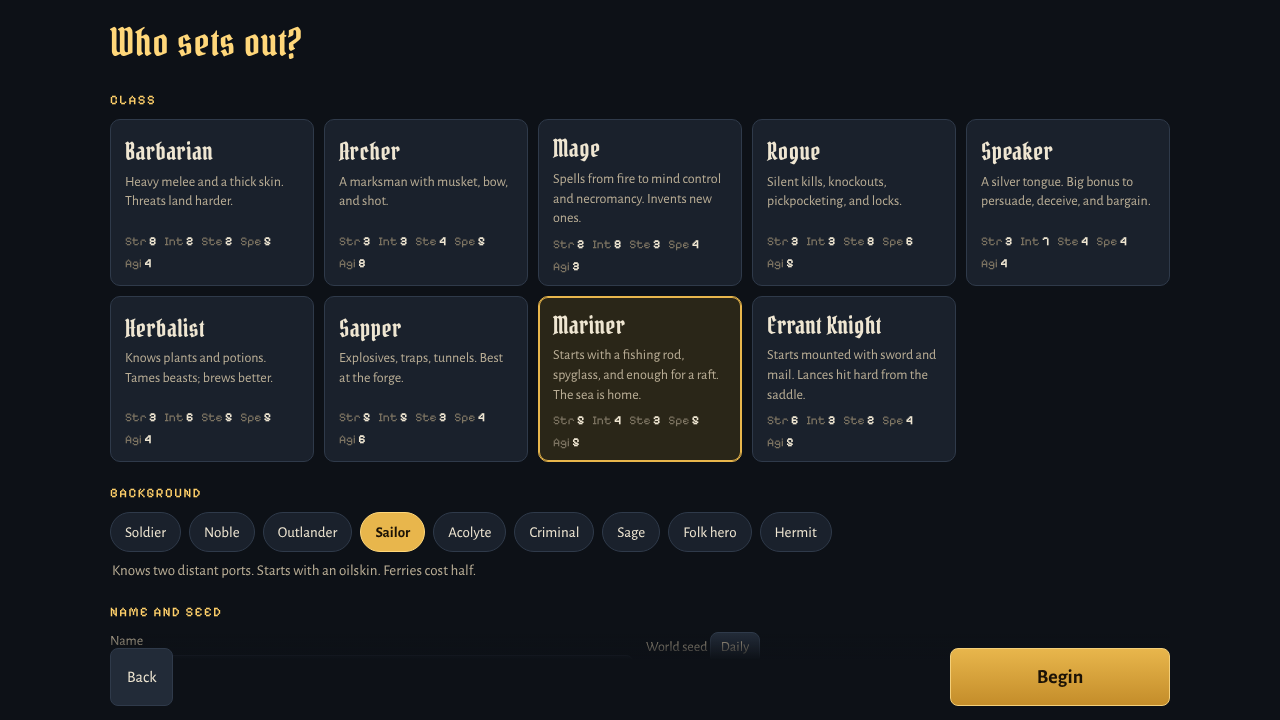 Who sets out?
CLASS
Barbarian
Heavy melee and a thick skin.
Threats land harder.
Str 8 Int 2 Ste 2 Spe 5
Agi 4
Archer
A marksman with musket, bow,
and shot.
Str 3 Int 3 Ste 4 Spe 5
Agi 8
Mage
Spells from fire to mind control
and necromancy. Invents new
ones.
Str 2 Int 8 Ste 3 Spe 4
Agi 3
Rogue
Silent kills, knockouts,
pickpocketing, and locks.
Str 3 Int 3 Ste 8 Spe 6
Agi 5
Speaker
A silver tongue. Big bonus to
persuade, deceive, and bargain.
Str 3 Int 7 Ste 4 Spe 4
Agi 4
Herbalist
Knows plants and potions.
Tames beasts; brews better.
Str 3 Int 6 Ste 5 Spe 5
Agi 4
Sapper
Explosives, traps, tunnels. Best
at the forge.
Str 5 Int 5 Ste 3 Spe 4
Agi 6
Mariner
Starts with a fishing rod,
spyglass, and enough for a raft.
The sea is home.
Str 5 Int 4 Ste 3 Spe 5
Agi 5
Errant Knight
Starts mounted with sword and
mail. Lances hit hard from the
saddle.
Str 6 Int 3 Ste 2 Spe 4
Agi 5
BACKGROUND
Soldier Noble Outlander Sailor Acolyte Criminal Sage Folk hero Hermit
Knows two distant ports. Starts with an oilskin. Ferries cost half.
NAME AND SEED
Name
World seed Daily
Back
Begin